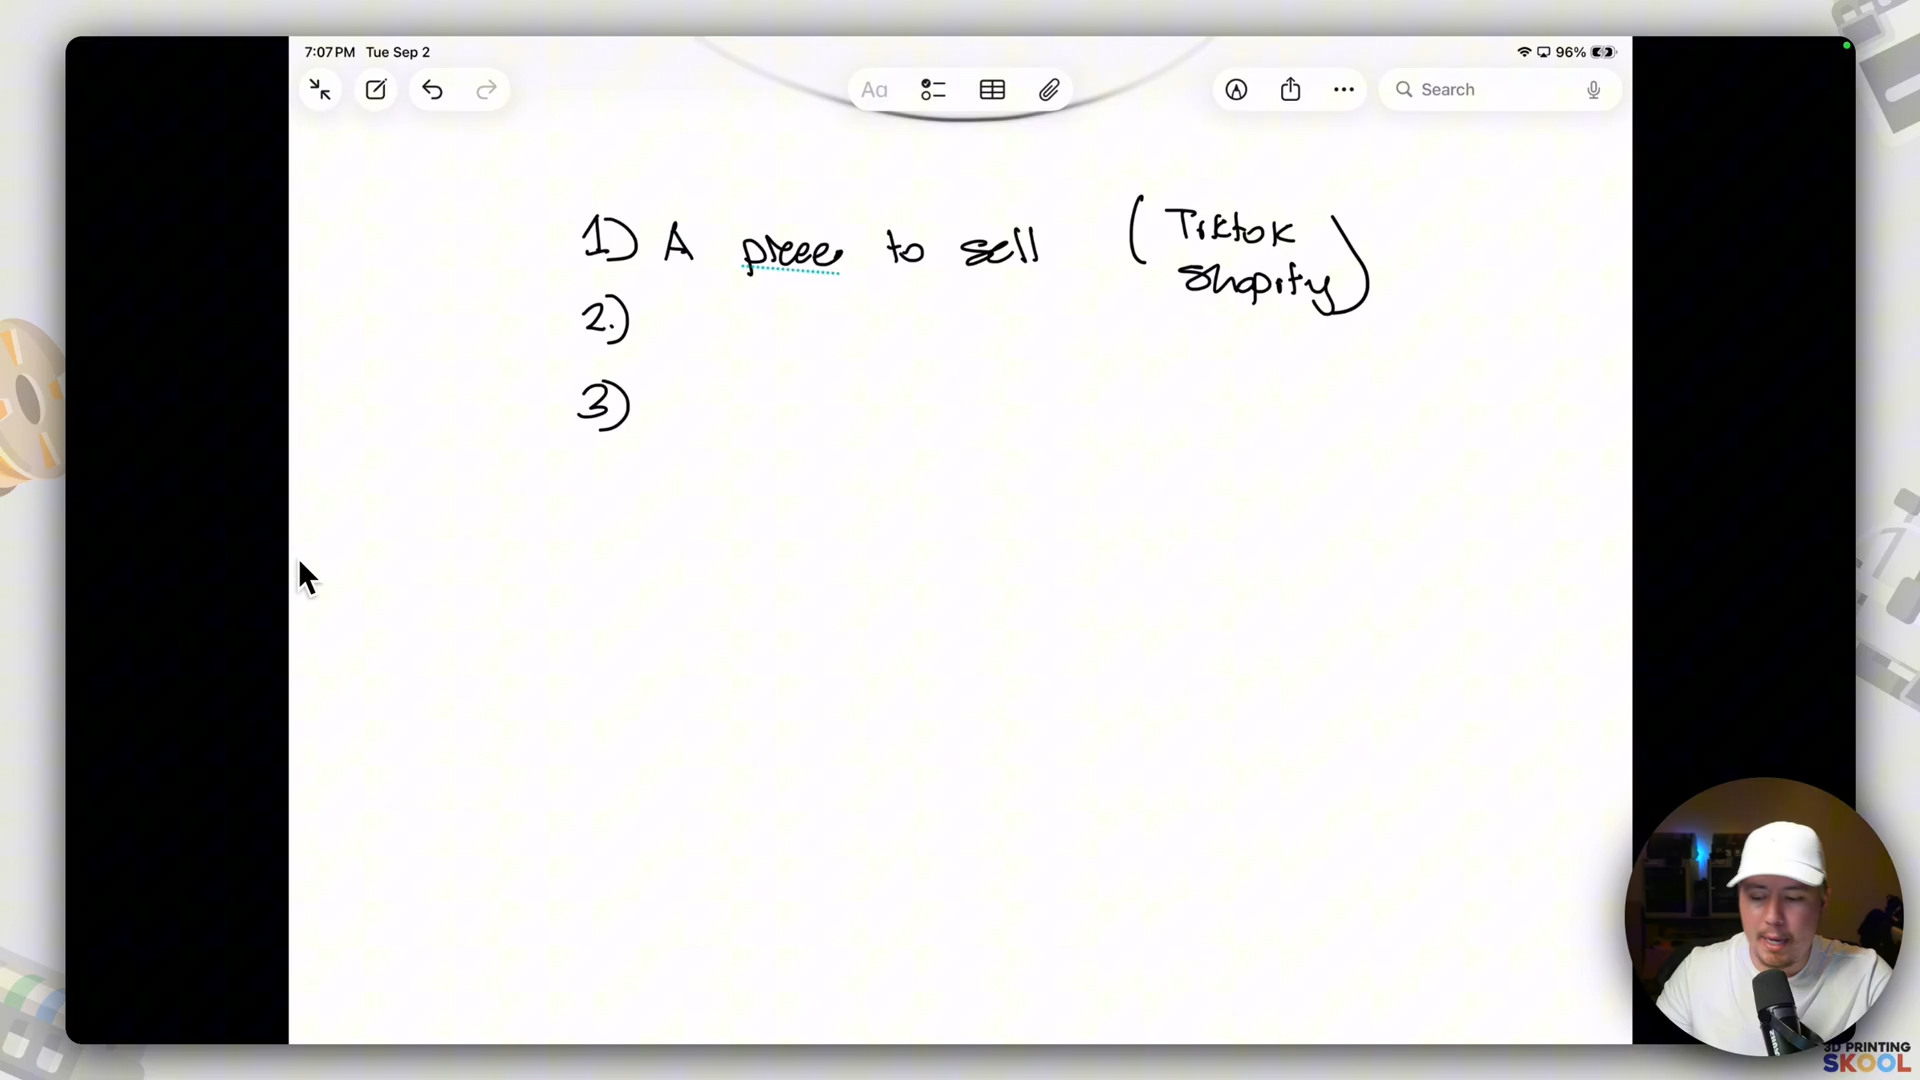 7:07 PM Tue Sep 2
96%
Aa
Search
1) A piece to sell (Tiktok
Shopify)
2.)
3)
3D PRINTING
SKOOL